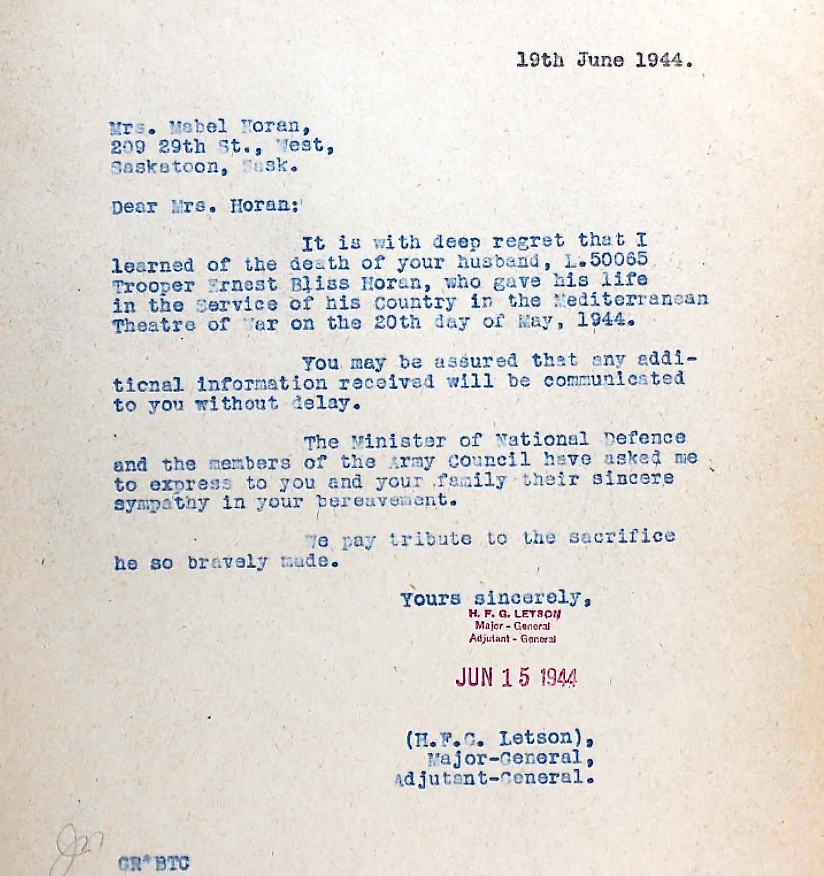 19th June 1944.
Mrs. Mabel Horan,
209 29th St., West,
Saskatoon, Sask.
Dear Mrs. Horan:
It is with deep regret that I
learned of the death of your husband, L.50065
Trooper Ernest Bliss Horan, who gave his life
in the Service of his Country in the Mediterranean
Theatre of War on the 20th day of May, 1944.
You may be assured that any addi-
tional information received will be communicated
to you without delay.
The Minister of National Defence
and the members of the Army Council have asked me
to express to you and your family their sincere
sympathy in your bereavement.
We pay tribute to the sacrifice
he so bravely made.
Yours sincerely,
H. F. G. LETSON
Major - General
Adjutant - General
JUN 15 1944
(H.F.G. Letson),
Major-General,
Adjutant-General.
GR*BTC